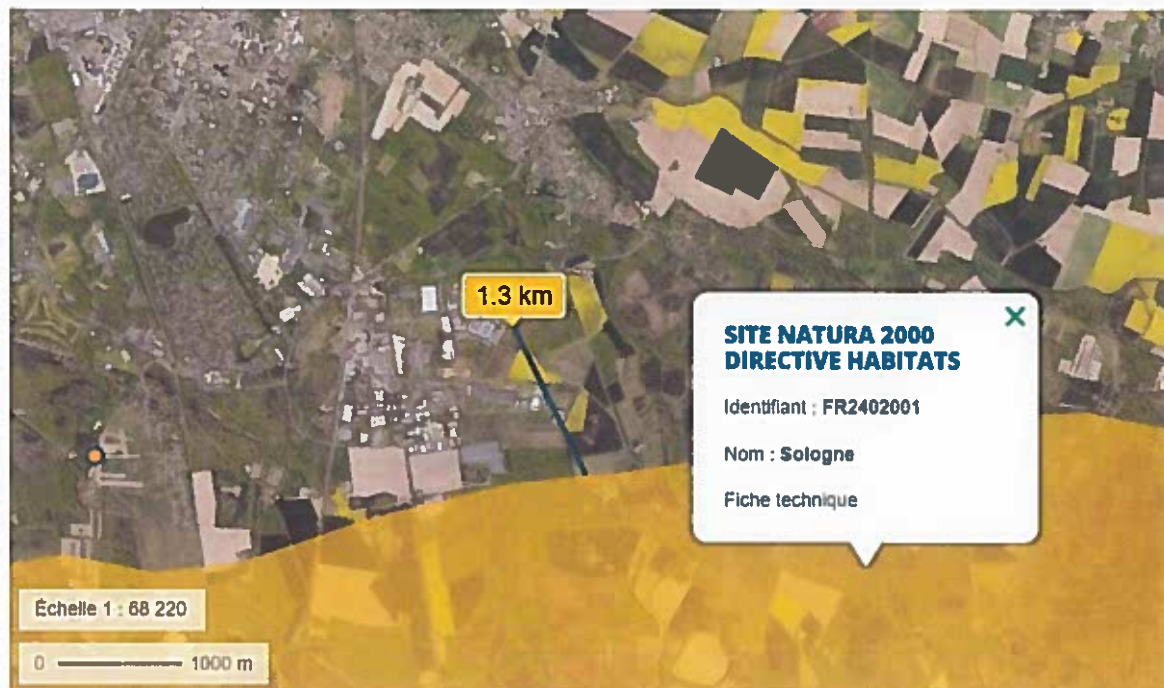 1.3 km
SITE NATURA 2000
DIRECTIVE HABITATS
Identifiant : FR2402001
Nom : Sologne
Fiche technique
Échelle 1 : 68 220
0 1000 m